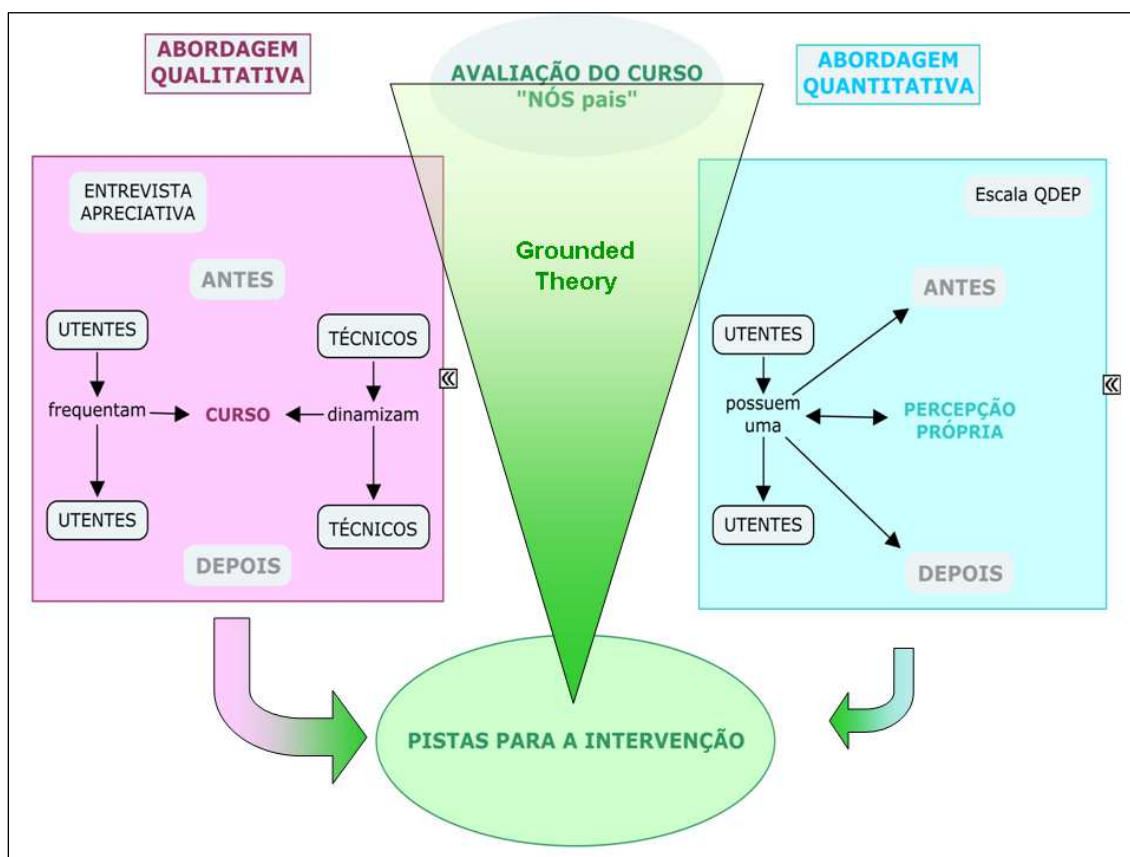 ABORDAGEM
QUALITATIVA
AVALIAÇÃO DO CURSO
"NÓS pais"
ABORDAGEM
QUANTITATIVA
ENTREVISTA
APRECIATIVA
ANTES
UTENTES
TÉCNICOS
frequentam
CURSO
dinamizam
UTENTES
TÉCNICOS
DEPOIS
Grounded
Theory
Escala QDEP
ANTES
UTENTES
possuem
uma
PERCEPÇÃO
PRÓPRIA
UTENTES
DEPOIS
PISTAS PARA A INTERVENÇÃO